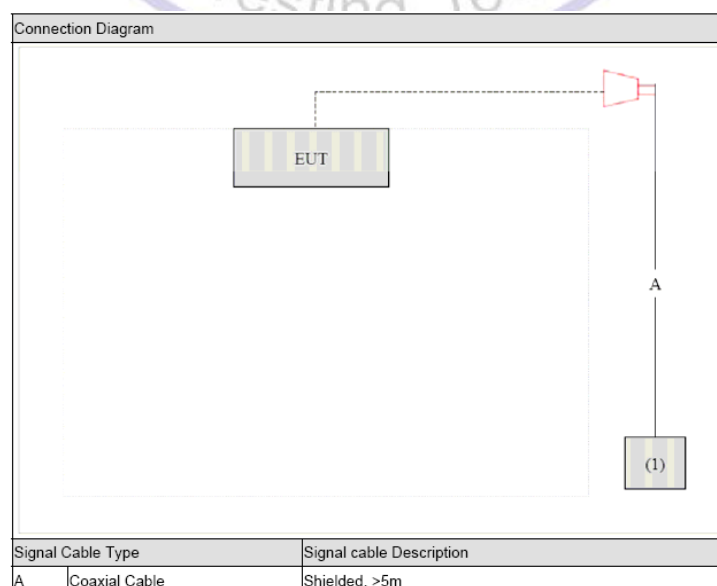 Connection Diagram
EUT
A
(1)
Signal Cable Type Signal cable Description
A Coaxial Cable Shielded, >5m